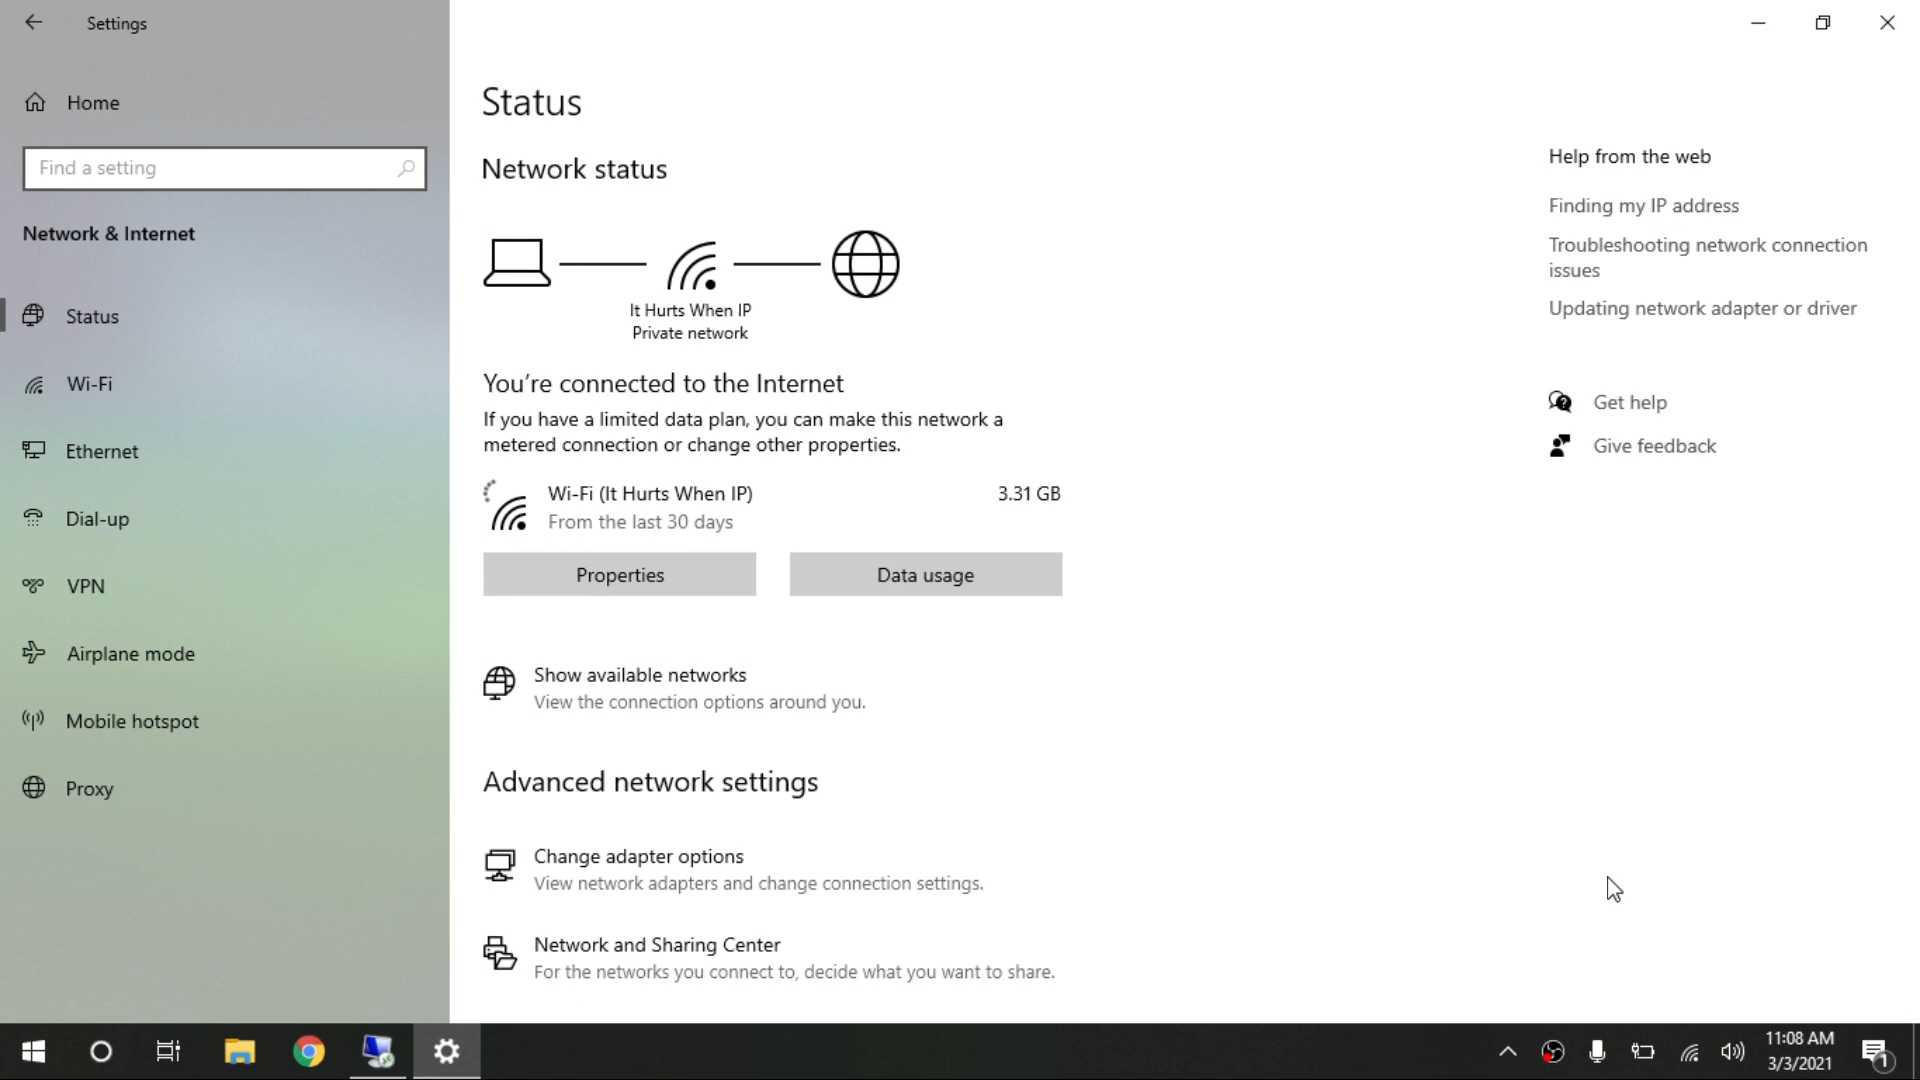 Settings
Home
Find a setting
Network & Internet
Status
Wi-Fi
Ethernet
Dial-up
VPN
Airplane mode
Mobile hotspot
Proxy
Status
Network status
It Hurts When IP
Private network
You're connected to the Internet
If you have a limited data plan, you can make this network a
metered connection or change other properties.
Wi-Fi (It Hurts When IP)
3.31 GB
From the last 30 days
Properties
Data usage
Show available networks
View the connection options around you.
Advanced network settings
Change adapter options
View network adapters and change connection settings.
Network and Sharing Center
For the networks you connect to, decide what you want to share.
Help from the web
Finding my IP address
Troubleshooting network connection
issues
Updating network adapter or driver
Get help
Give feedback
11:08 AM
3/3/2021
1